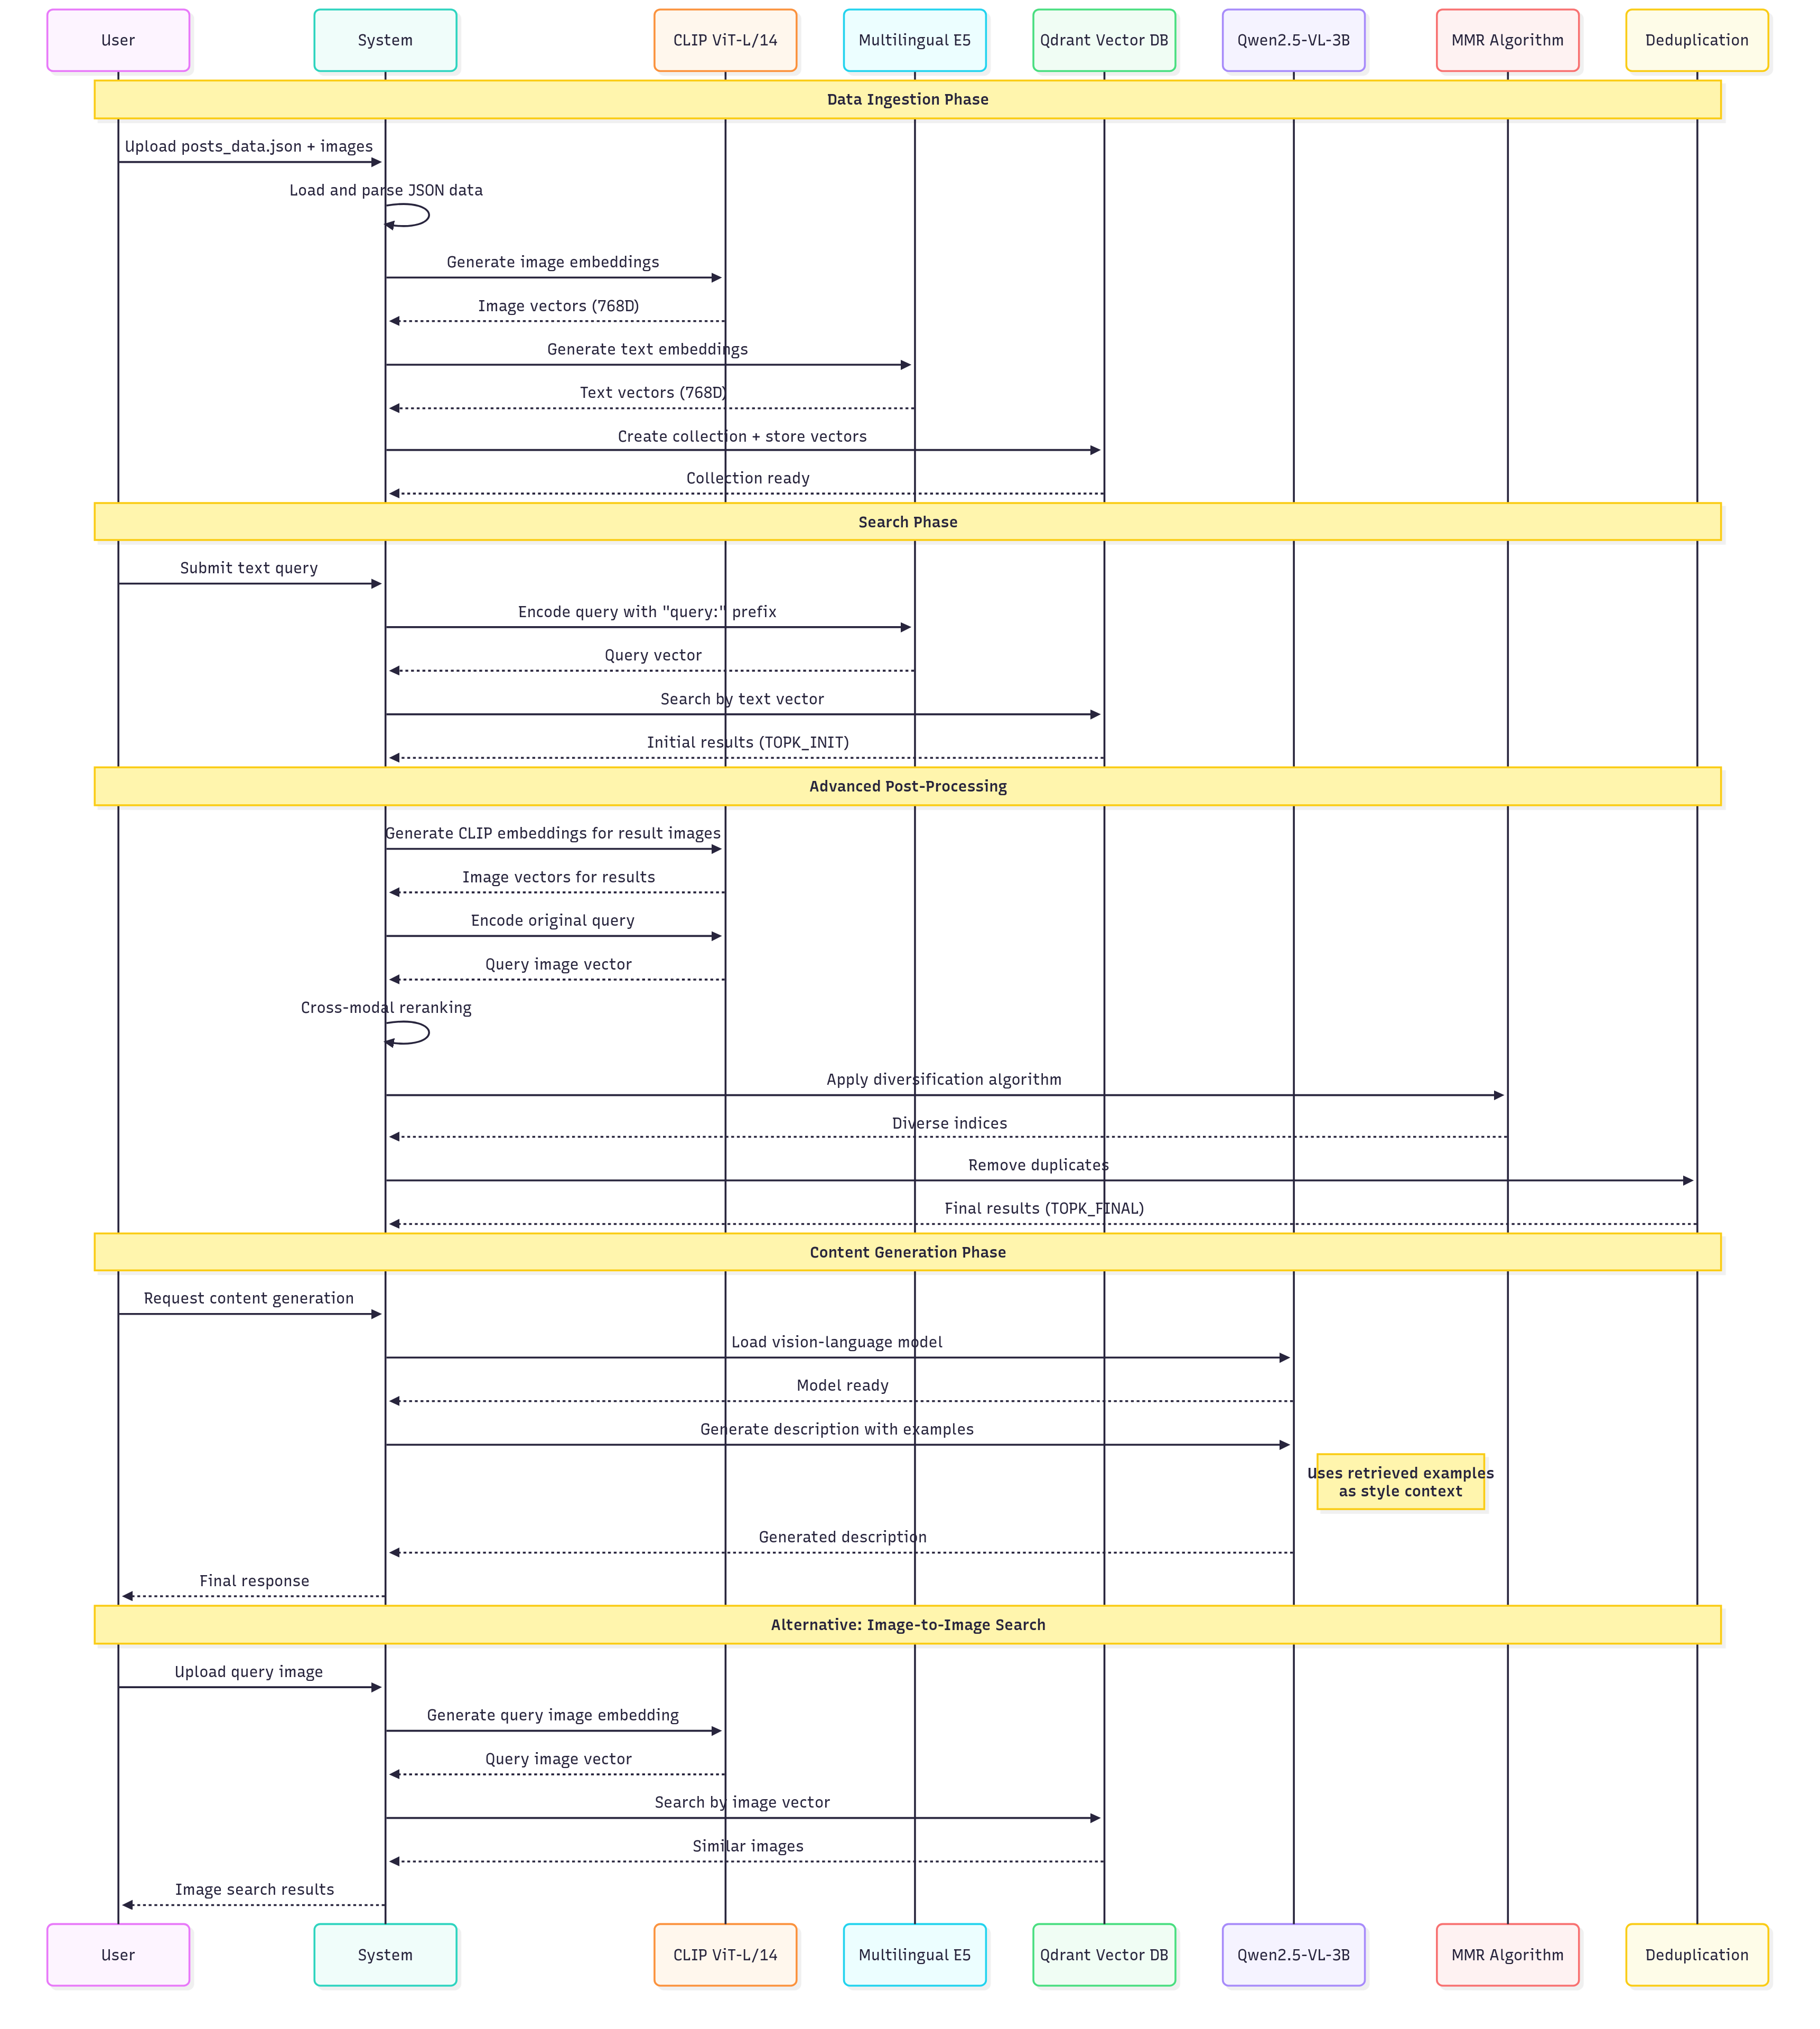 User
System
CLIP ViT-L/14
Multilingual E5
Qdrant Vector DB
Qwen2.5-VL-3B
MMR Algorithm
Deduplication
Data Ingestion Phase
Upload posts_data.json + images
Load and parse JSON data
Generate image embeddings
Image vectors (768D)
Generate text embeddings
Text vectors (768D)
Create collection + store vectors
Collection ready
Search Phase
Submit text query
Encode query with "query:" prefix
Query vector
Search by text vector
Initial results (TOPK_INIT)
Advanced Post-Processing
Generate CLIP embeddings for result images
Image vectors for results
Encode original query
Query image vector
Cross-modal reranking
Apply diversification algorithm
Diverse indices
Remove duplicates
Final results (TOPK_FINAL)
Content Generation Phase
Request content generation
Load vision-language model
Model ready
Generate description with examples
Uses retrieved examples
as style context
Generated description
Final response
Alternative: Image-to-Image Search
Upload query image
Generate query image embedding
Query image vector
Search by image vector
Similar images
Image search results
User
System
CLIP ViT-L/14
Multilingual E5
Qdrant Vector DB
Qwen2.5-VL-3B
MMR Algorithm
Deduplication